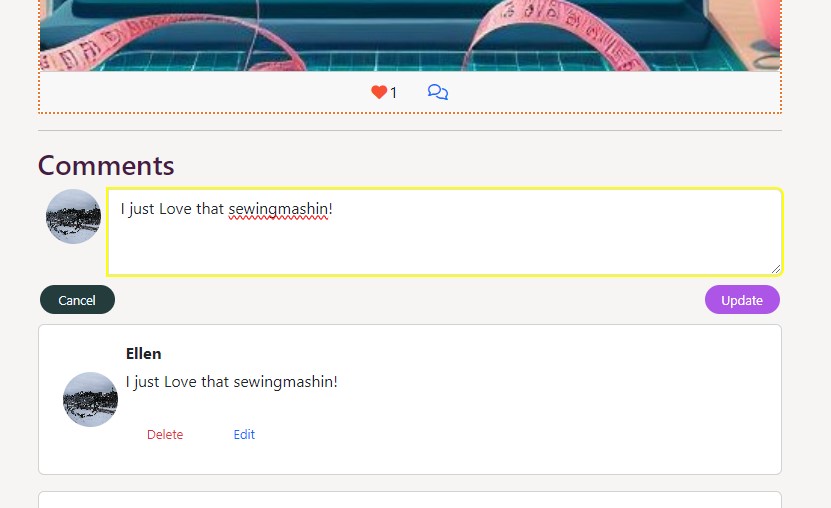 1
Comments
I just Love that sewingmashin!
Cancel
Update
Ellen
I just Love that sewingmashin!
Delete
Edit